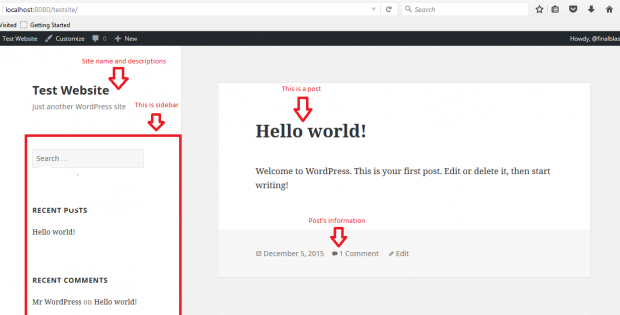 localhost:8080/testsite/
Search
Visited Getting Started
Test Website Customize 0 New Howdy, @finalblas
Site name and descriptions
Test Website
Just another WordPress site
This is sidebar
Search …
RECENT POSTS
Hello world!
RECENT COMMENTS
Mr WordPress on Hello world!
This is a post
Hello world!
Welcome to WordPress. This is your first post. Edit or delete it, then start
writing!
Post's information
December 5, 2015 1 Comment Edit